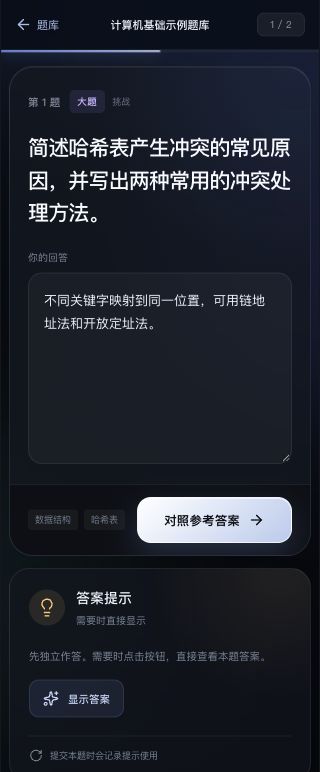 题库
计算机基础示例题库
1 / 2
第 1 题
大题
挑战
简述哈希表产生冲突的常见原
因，并写出两种常用的冲突处
理方法。
你的回答
不同关键字映射到同一位置，可用链地
址法和开放定址法。
数据结构
哈希表
对照参考答案
答案提示
需要时直接显示
先独立作答。需要时点击按钮，直接查看本题答案。
显示答案
提交本题时会记录提示使用